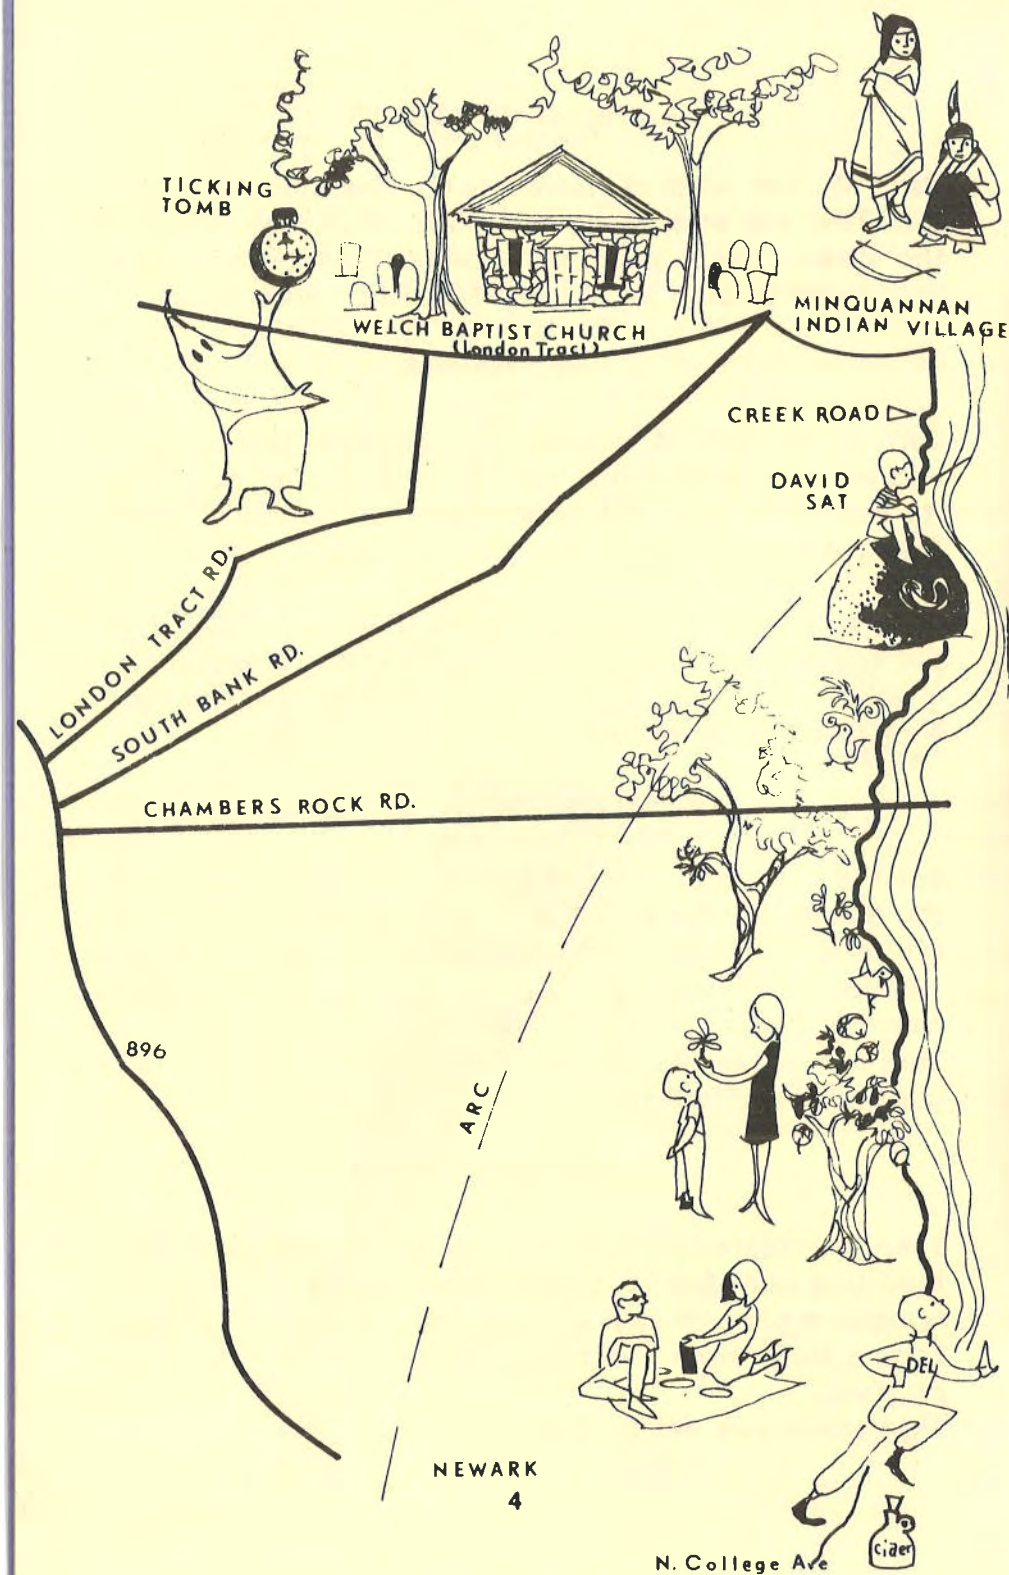 TICKING
TOMB
WELCH BAPTIST CHURCH
(London Tract)
MINQUANNAN
INDIAN VILLAGE
CREEK ROAD
DAVID
SAT
LONDON TRACT RD.
SOUTH BANK RD.
CHAMBERS ROCK RD.
896
ARC
DEL
NEWARK
4
cider
N. College Ave